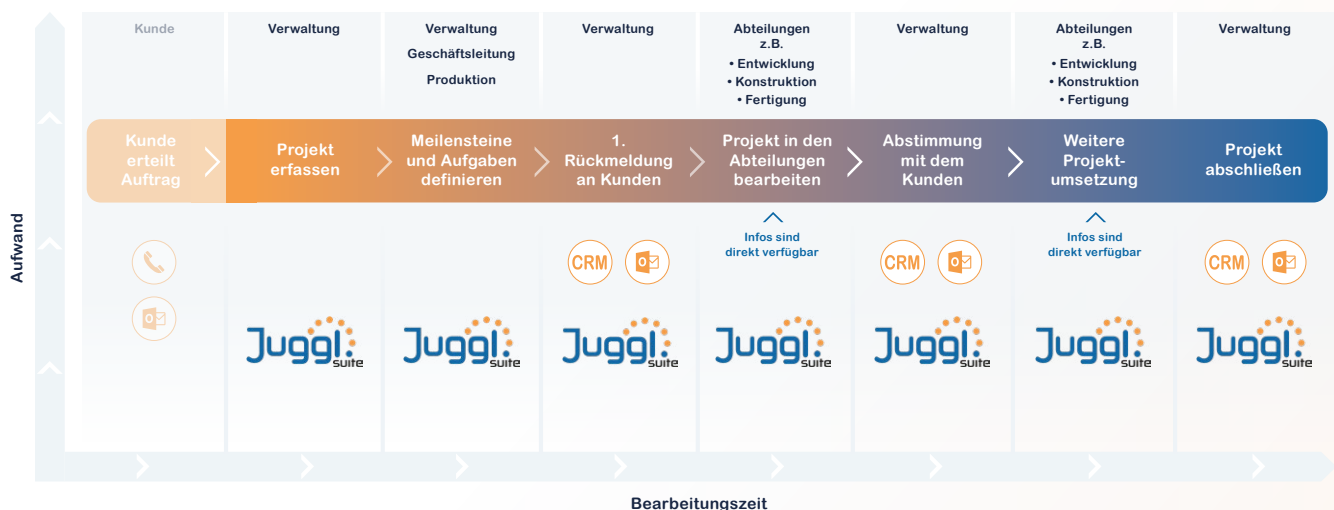 Kunde
Verwaltung
Verwaltung
Geschäftsleitung
Produktion
Verwaltung
Abteilungen
z.B.
• Entwicklung
• Konstruktion
• Fertigung
Verwaltung
Abteilungen
z.B.
• Entwicklung
• Konstruktion
• Fertigung
Verwaltung
Kunde
erteilt
Auftrag
Projekt
erfassen
Meilensteine
und Aufgaben
definieren
1.
Rückmeldung
an Kunden
Projekt in den
Abteilungen
bearbeiten
Abstimmung
mit dem
Kunden
Weitere
Projekt-
umsetzung
Projekt
abschließen
Aufwand
Infos sind
direkt verfügbar
Infos sind
direkt verfügbar
CRM
CRM
CRM
Juggl.
suite
Juggl.
suite
Juggl.
suite
Juggl.
suite
Juggl.
suite
Juggl.
suite
Juggl.
suite
Bearbeitungszeit